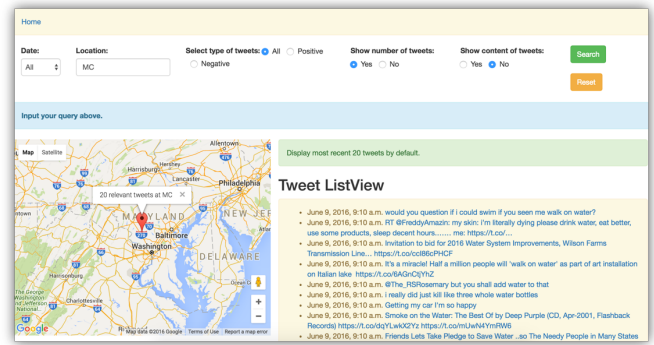 Home
Date: Location: Select type of tweets: All Positive Show number of tweets: Show content of tweets: Search
All MC Negative Yes No Yes No
Reset
Input your query above.
Map Satellite
Display most recent 20 tweets by default.
Tweet ListView
20 relevant tweets at MC ×
Allentown
Hershey
Harrisburg
Lancaster
Philadelphia
MARYLAND
NEW JER
Baltimore
Washington
DELAWARE
Harrisonburg
Ocean Ci
The George
Washington
and Jefferson
National...
Charlottesville
Google
Map data ©2016 Google Terms of Use Report a map error
June 9, 2016, 9:10 a.m. would you question if i could swim if you seen me walk on water?
June 9, 2016, 9:10 a.m. RT @FreddyAmazin: my skin: I'm literally dying please drink water, eat better,
use some products, sleep decent hours....... me: https://t.co/...
June 9, 2016, 9:10 a.m. Invitation to bid for 2016 Water System Improvements, Wilson Farms
Transmission Line... https://t.co/ccI86cPHCF
June 9, 2016, 9:10 a.m. It's a miracle! Half a million people will 'walk on water' as part of art installation
on Italian lake https://t.co/6AGnCtjYhZ
June 9, 2016, 9:10 a.m. @The_RSRosemary but you shall add water to that
June 9, 2016, 9:10 a.m. i really did just kill like three whole water bottles
June 9, 2016, 9:10 a.m. Getting my car I'm so happy
June 9, 2016, 9:10 a.m. Smoke on the Water: The Best Of by Deep Purple (CD, Apr-2001, Flashback
Records) https://t.co/dqYLwkX2Yz https://t.co/mUwN4YmRW6
June 9, 2016, 9:10 a.m. Friends Lets Take Pledge to Save Water ..so The Needy People in Many States